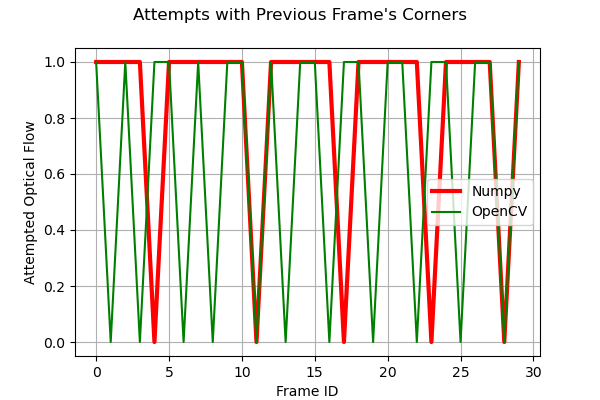 Attempts with Previous Frame's Corners
1.0
0.8
0.6
0.4
0.2
0.0
Attempted Optical Flow
Numpy
OpenCV
0 5 10 15 20 25 30
Frame ID